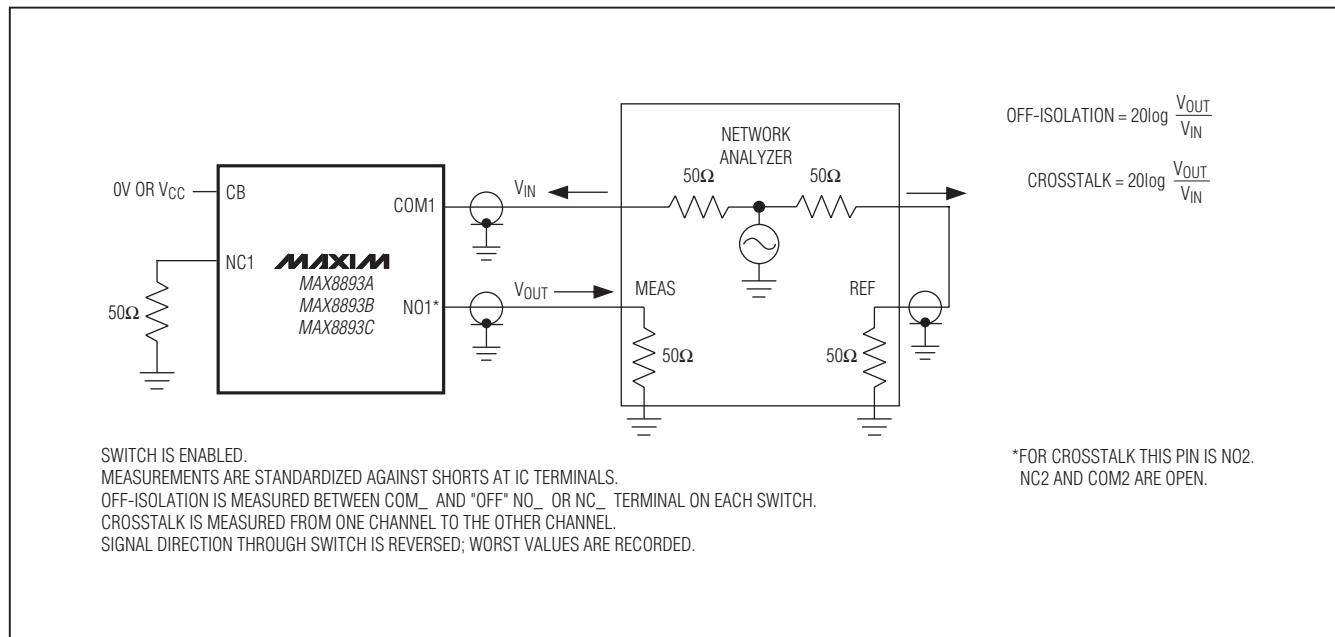 NETWORK
ANALYZER
OFF-ISOLATION = 20log VOUT
VIN
CROSSTALK = 20log VOUT
VIN
0V OR VCC
CB
COM1
VIN
50Ω
50Ω
NC1
MAXIM
MAX8893A
MAX8893B
MAX8893C
NO1*
VOUT
MEAS
REF
50Ω
50Ω
50Ω
SWITCH IS ENABLED.
MEASUREMENTS ARE STANDARDIZED AGAINST SHORTS AT IC TERMINALS.
OFF-ISOLATION IS MEASURED BETWEEN COM_ AND "OFF" NO_ OR NC_ TERMINAL ON EACH SWITCH.
CROSSTALK IS MEASURED FROM ONE CHANNEL TO THE OTHER CHANNEL.
SIGNAL DIRECTION THROUGH SWITCH IS REVERSED; WORST VALUES ARE RECORDED.
*FOR CROSSTALK THIS PIN IS NO2.
NC2 AND COM2 ARE OPEN.